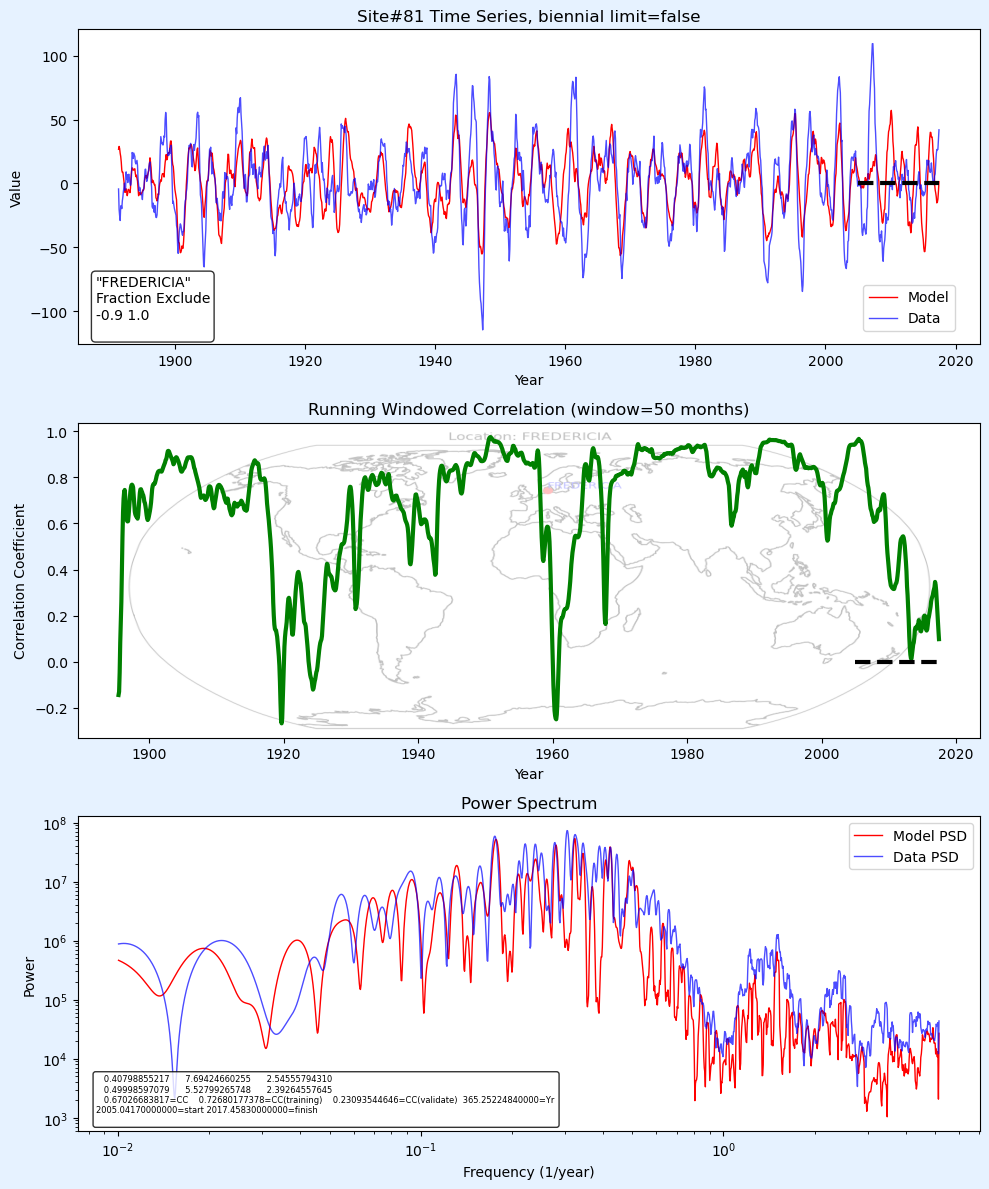 Site#81 Time Series, biennial limit=false
100
50
0
−50
−100
Value
"FREDERICIA"
Fraction Exclude
-0.9 1.0
Model
Data
1900
1920
1940
1960
1980
2000
2020
Year
Running Windowed Correlation (window=50 months)
Location: FREDERICIA
FREDERICIA
1.0
0.8
0.6
0.4
0.2
0.0
−0.2
Correlation Coefficient
1900
1920
1940
1960
1980
2000
2020
Year
Power Spectrum
10^8
10^7
10^6
10^5
10^4
10^3
Power
Model PSD
Data PSD
0.40798855217 7.69424660255 2.54555794310
0.49998597079 5.52799265748 2.39264557645
0.67026683817=CC 0.72680177378=CC(training) 0.23093544646=CC(validate) 365.25224840000=Yr
2005.04170000000=start 2017.45830000000=finish
10^−2
10^−1
10^0
Frequency (1/year)